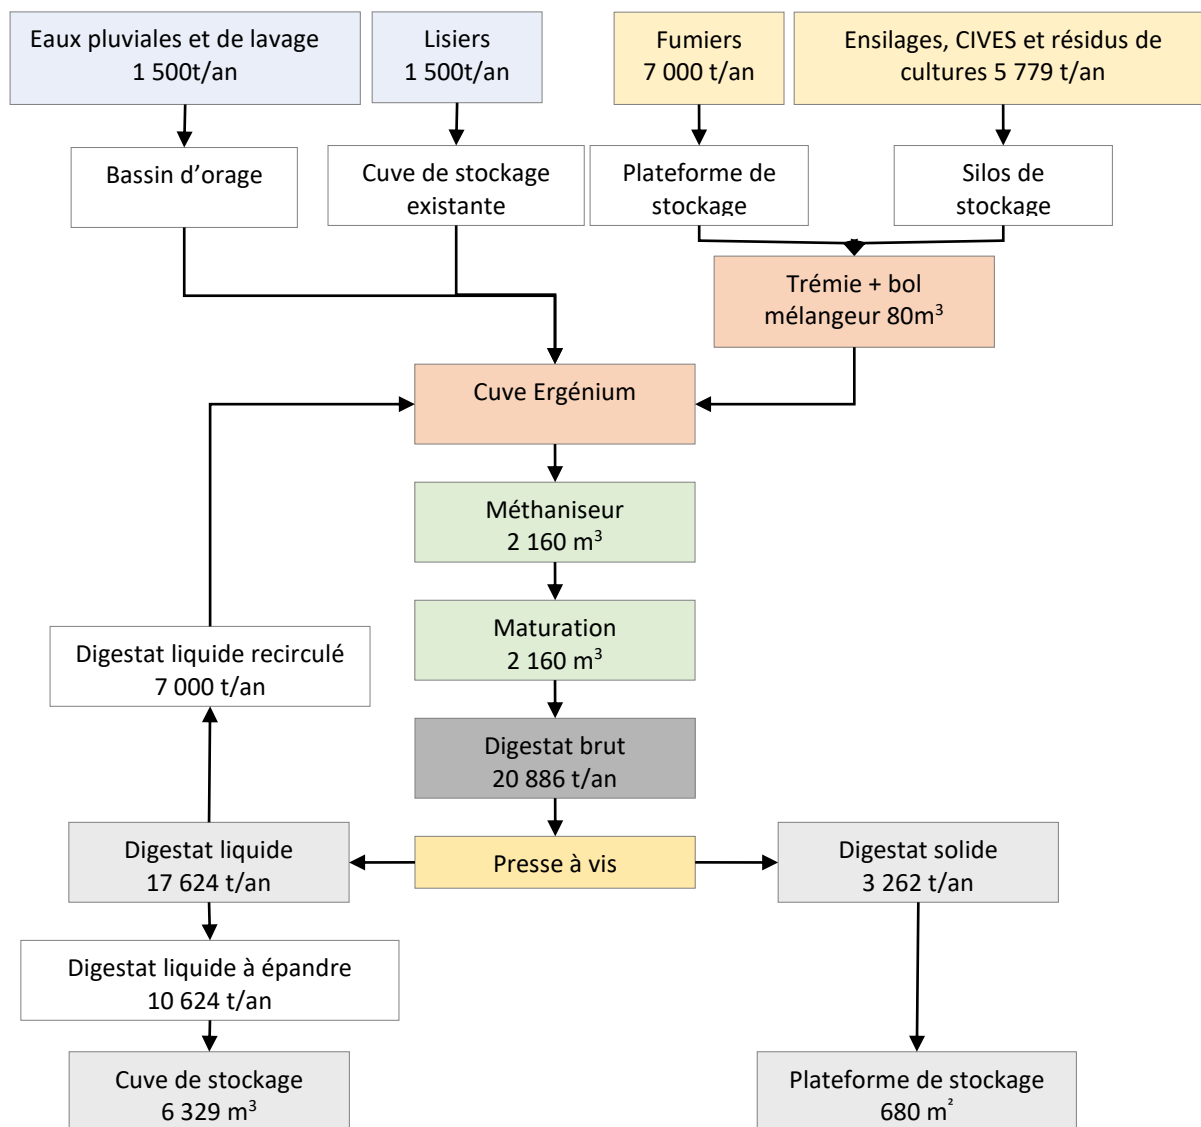 Eaux pluviales et de lavage
1 500t/an
Lisiers
1 500t/an
Fumiers
7 000 t/an
Ensilages, CIVES et résidus de
cultures 5 779 t/an
Bassin d’orage
Cuve de stockage
existante
Plateforme de
stockage
Silos de
stockage
Trémie + bol
mélangeur 80m³
Cuve Ergénium
Méthaniseur
2 160 m³
Maturation
2 160 m³
Digestat liquide recirculé
7 000 t/an
Digestat brut
20 886 t/an
Digestat liquide
17 624 t/an
Presse à vis
Digestat solide
3 262 t/an
Digestat liquide à épandre
10 624 t/an
Cuve de stockage
6 329 m³
Plateforme de stockage
680 m²